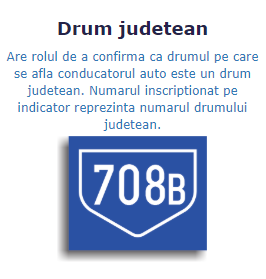 Drum judetean
Are rolul de a confirma ca drumul pe care
se afla conducatorul auto este un drum
judetean. Numarul inscriptionat pe
indicator reprezinta numarul drumului
judetean.
708B